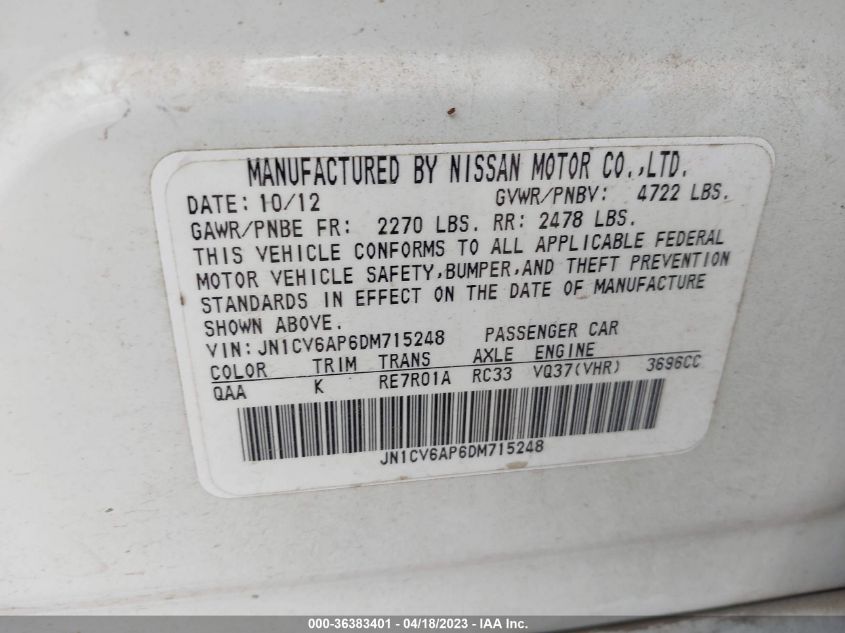 MANUFACTURED BY NISSAN MOTOR CO.,LTD.
DATE: 10/12 GVWR/PNBV: 4722 LBS.
GAWR/PNBE FR: 2270 LBS. RR: 2478 LBS.
THIS VEHICLE CONFORMS TO ALL APPLICABLE FEDERAL
MOTOR VEHICLE SAFETY,BUMPER,AND THEFT PREVENTION
STANDARDS IN EFFECT ON THE DATE OF MANUFACTURE
SHOWN ABOVE.
VIN: JN1CV6AP6DM715248 PASSENGER CAR
COLOR TRIM TRANS AXLE ENGINE
QAA K RE7R01A RC33 VQ37(VHR) 3696CC
JN1CV6AP6DM715248
000-36383401 - 04/18/2023 - IAA Inc.